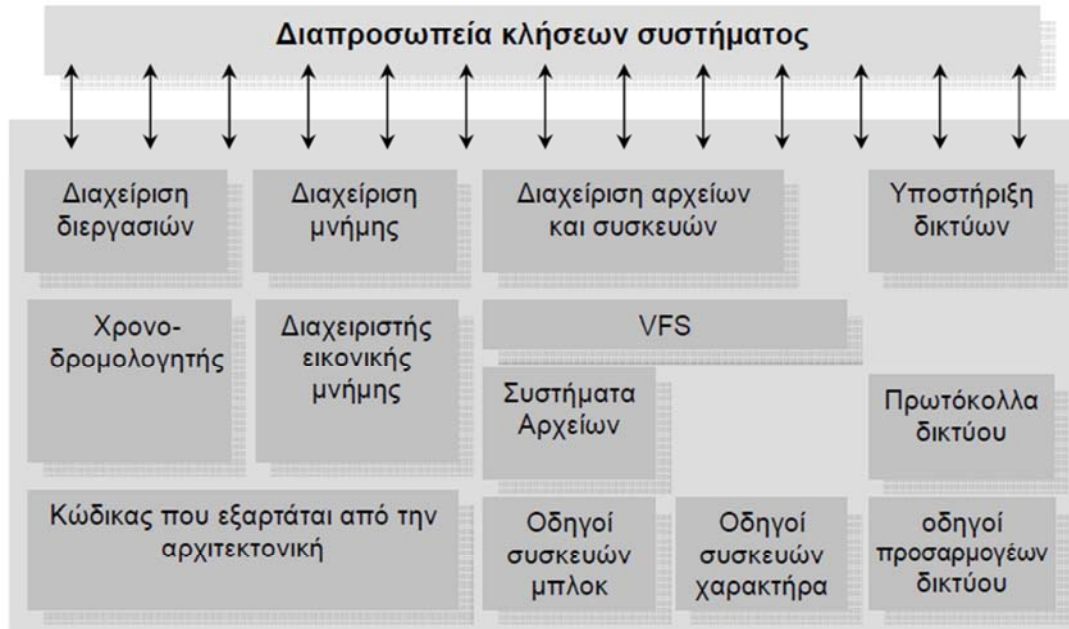 Διαπροσωπεία κλήσεων συστήματος
Διαχείριση
διεργασιών
Διαχείριση
μνήμης
Διαχείριση αρχείων
και συσκευών
Υποστήριξη
δικτύων
Χρονο-
δρομολογητής
Διαχειριστής
εικονικής
μνήμης
VFS
Συστήματα
Αρχείων
Πρωτόκολλα
δικτύου
Κώδικας που εξαρτάται από την
αρχιτεκτονική
Οδηγοί
συσκευών
μπλοκ
Οδηγοί
συσκευών
χαρακτήρα
οδηγοί
προσαρμογέων
δικτύου